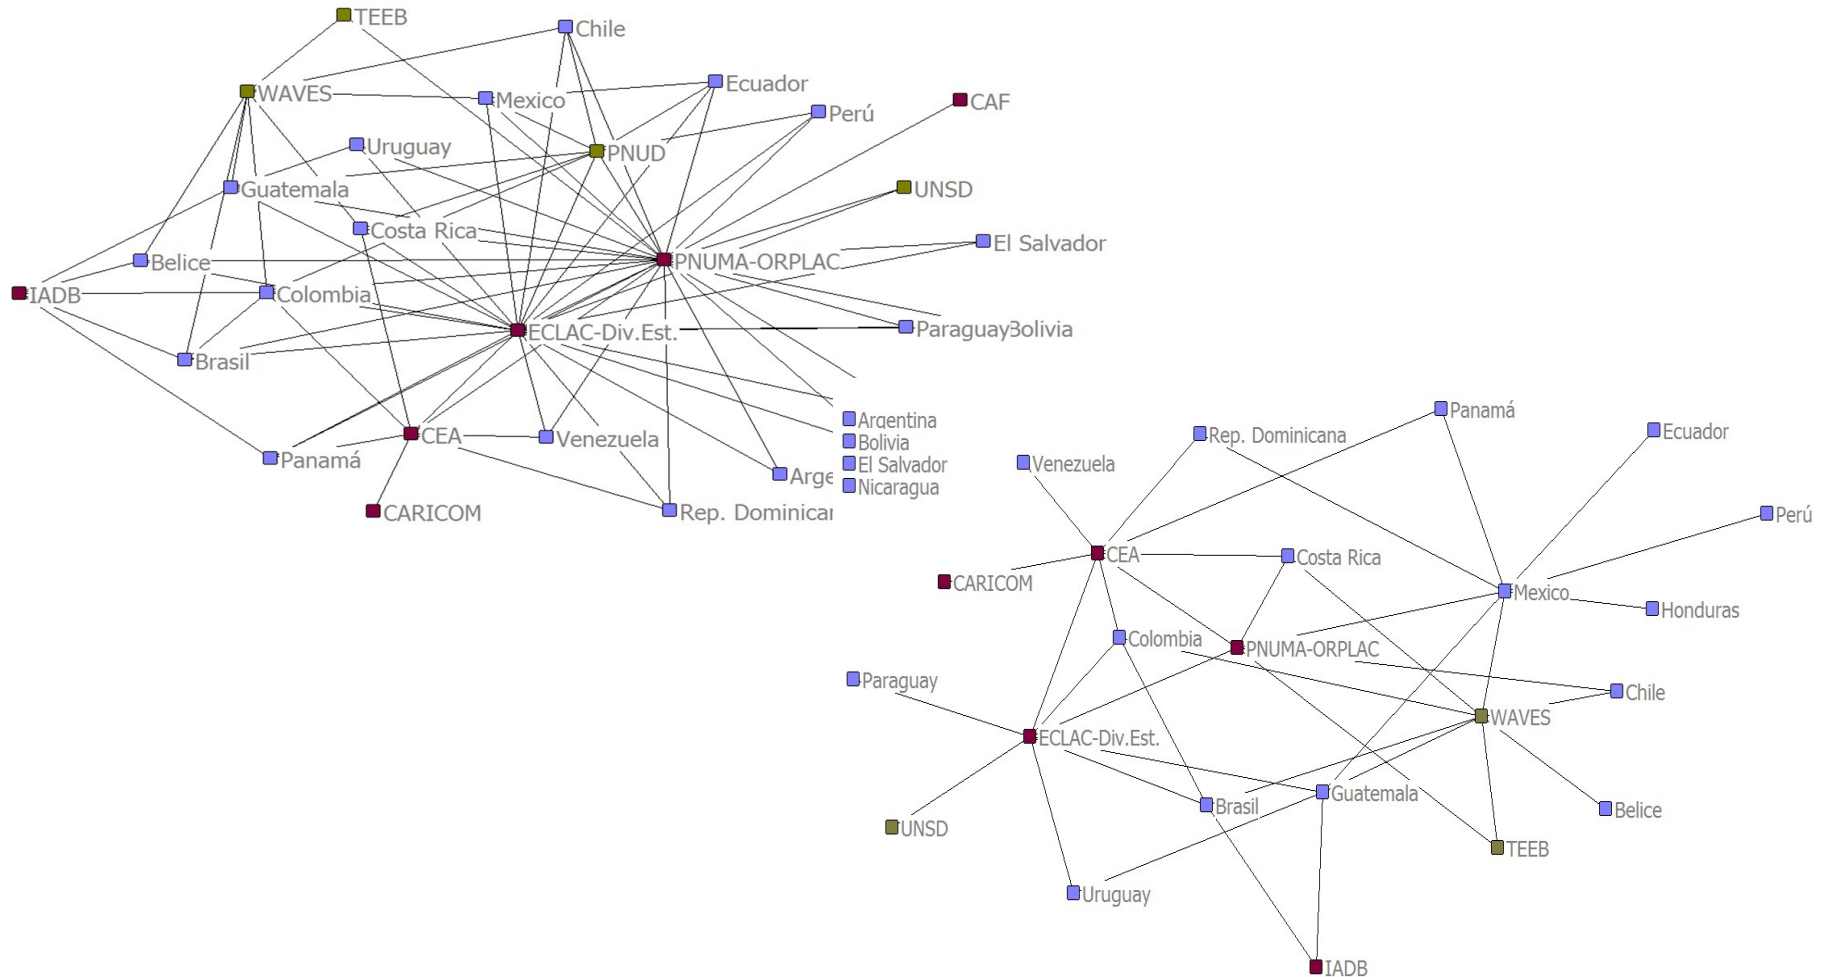 TEEB
Chile
WAVES
Mexico
Ecuador
Perú
CAF
Uruguay
PNUD
Guatemala
UNSD
Costa Rica
El Salvador
Belice
PNUMA-ORPLAC
IADB
Colombia
ECLAC-Div.Est.
Paraguay
Bolivia
Brasil
CEA
Venezuela
Panamá
Arge
CARICOM
Rep. Dominicar
Argentina
Bolivia
El Salvador
Nicaragua
Panamá
Rep. Dominicana
Ecuador
Venezuela
Perú
CEA
Costa Rica
CARICOM
Mexico
Honduras
Colombia
PNUMA-ORPLAC
Paraguay
Chile
WAVES
ECLAC-Div.Est.
Guatemala
Brasil
Belice
UNSD
TEEB
Uruguay
IADB